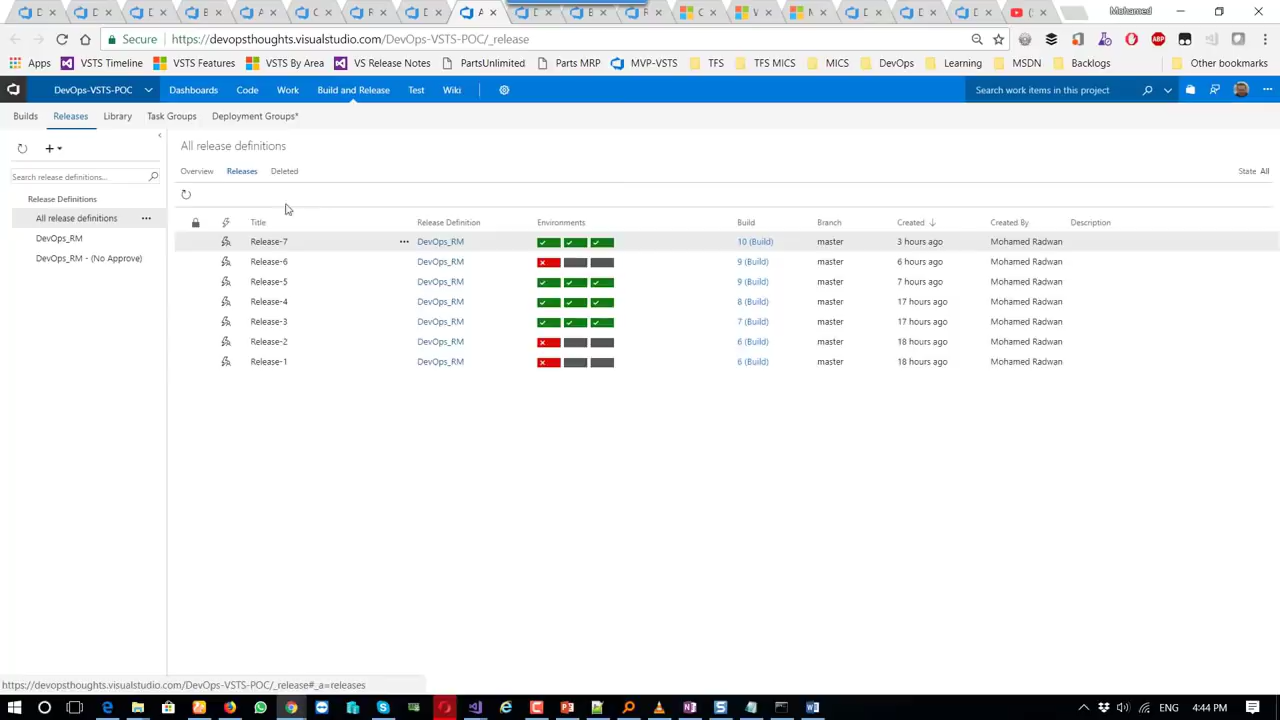 D
D
D
B
A
C
R
D
A
D
B
R
C
W
N
D
D
D
Mohamed
Secure https://devopsthoughts.visualstudio.com/DevOps-VSTS-POC/_release
ABP
Apps VSTS Timeline VSTS Features VSTS By Area VS Release Notes PartsUnlimited Parts MRP MVP-VSTS TFS TFS MICS MICS DevOps Learning MSDN Backlogs Other bookmarks
DevOps-VSTS-POC Dashboards Code Work Build and Release Test Wiki Search work items in this project
Builds Releases Library Task Groups Deployment Groups*
All release definitions
Overview Releases Deleted State All
Search release definitions...
Release Definitions
All release definitions
DevOps_RM
DevOps_RM - (No Approve)
Title Release Definition Environments Build Branch Created Created By Description
Release-7 DevOps_RM 10 (Build) master 3 hours ago Mohamed Radwan
Release-6 DevOps_RM 9 (Build) master 6 hours ago Mohamed Radwan
Release-5 DevOps_RM 9 (Build) master 7 hours ago Mohamed Radwan
Release-4 DevOps_RM 8 (Build) master 17 hours ago Mohamed Radwan
Release-3 DevOps_RM 7 (Build) master 17 hours ago Mohamed Radwan
Release-2 DevOps_RM 6 (Build) master 18 hours ago Mohamed Radwan
Release-1 DevOps_RM 6 (Build) master 18 hours ago Mohamed Radwan
https://devopsthoughts.visualstudio.com/DevOps-VSTS-POC/_release#_a=releases
ENG 4:44 PM